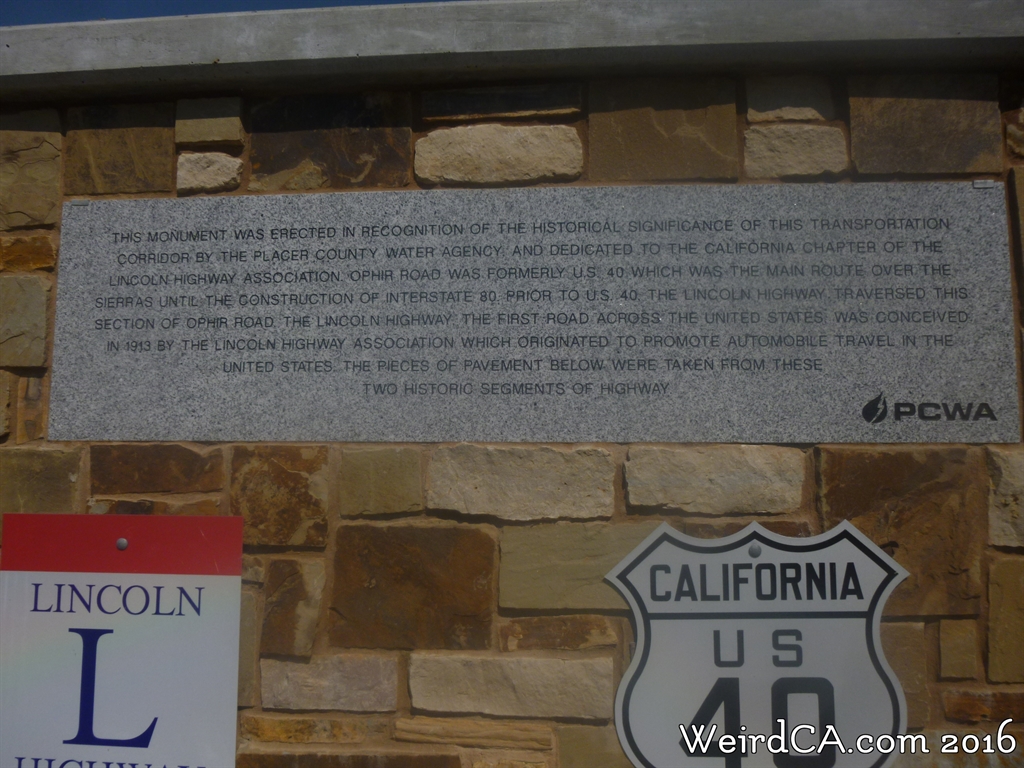 THIS MONUMENT WAS ERECTED IN RECOGNITION OF THE HISTORICAL SIGNIFICANCE OF THIS TRANSPORTATION
CORRIDOR BY THE PLACER COUNTY WATER AGENCY, AND DEDICATED TO THE CALIFORNIA CHAPTER OF THE
LINCOLN HIGHWAY ASSOCIATION. OPHIR ROAD WAS FORMERLY U.S. 40 WHICH WAS THE MAIN ROUTE OVER THE
SIERRAS UNTIL THE CONSTRUCTION OF INTERSTATE 80. PRIOR TO U.S. 40, THE LINCOLN HIGHWAY TRAVERSED THIS
SECTION OF OPHIR ROAD. THE LINCOLN HIGHWAY, THE FIRST ROAD ACROSS THE UNITED STATES, WAS CONCEIVED
IN 1913 BY THE LINCOLN HIGHWAY ASSOCIATION WHICH ORIGINATED TO PROMOTE AUTOMOBILE TRAVEL IN THE
UNITED STATES. THE PIECES OF PAVEMENT BELOW WERE TAKEN FROM THESE
TWO HISTORIC SEGMENTS OF HIGHWAY
PCWA
LINCOLN
L
HIGHWAY
CALIFORNIA
U S
40
WeirdCA.com 2016